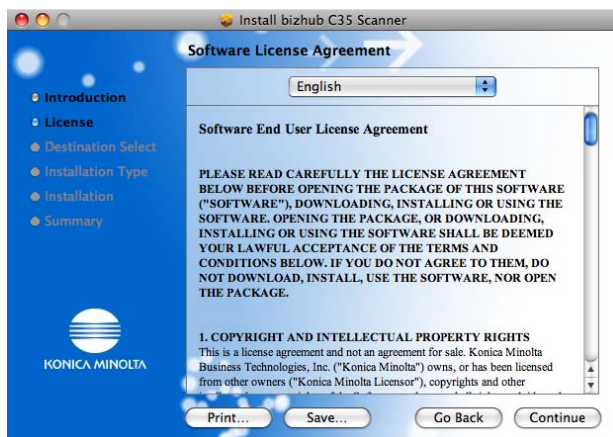 Install bizhub C35 Scanner
Software License Agreement
English
Introduction
License
Destination Select
Installation Type
Installation
Summary
KONICA MINOLTA
Software End User License Agreement
PLEASE READ CAREFULLY THE LICENSE AGREEMENT
BELOW BEFORE OPENING THE PACKAGE OF THIS SOFTWARE
("SOFTWARE"), DOWNLOADING, INSTALLING OR USING THE
SOFTWARE. OPENING THE PACKAGE, OR DOWNLOADING,
INSTALLING OR USING THE SOFTWARE SHALL BE DEEMED
YOUR LAWFUL ACCEPTANCE OF THE TERMS AND
CONDITIONS BELOW. IF YOU DO NOT AGREE TO THEM, DO
NOT DOWNLOAD, INSTALL, USE THE SOFTWARE, NOR OPEN
THE PACKAGE.
1. COPYRIGHT AND INTELLECTUAL PROPERTY RIGHTS
This is a license agreement and not an agreement for sale. Konica Minolta
Business Technologies, Inc. ("Konica Minolta") owns, or has been licensed
from other owners ("Konica Minolta Licensor"), copyrights and other
Print...
Save...
Go Back
Continue